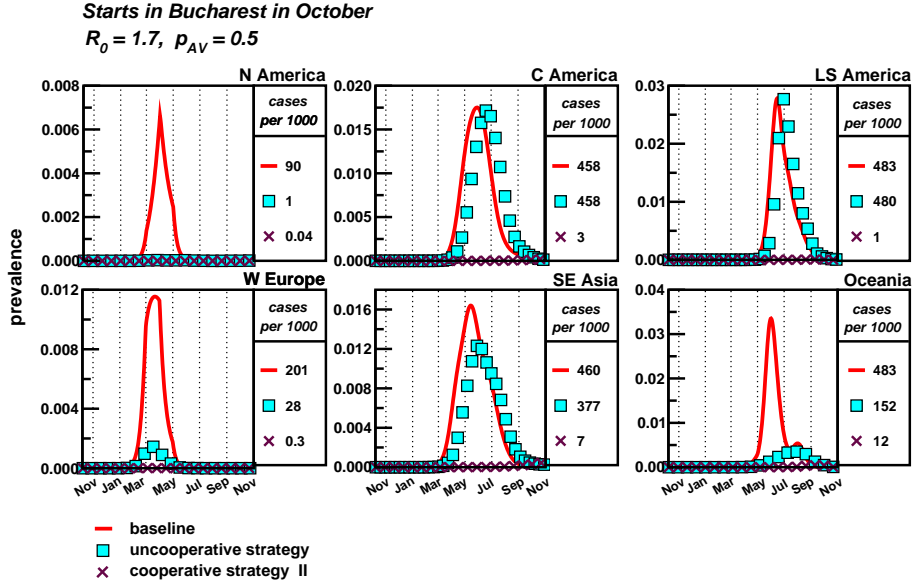 Starts in Bucharest in October
R0 = 1.7, pAV = 0.5
N America
0.008
0.006
0.004
0.002
0.000
cases
per 1000
90
1
0.04
C America
0.020
0.015
0.010
0.005
0.000
cases
per 1000
458
458
3
LS America
0.03
0.02
0.01
0.00
cases
per 1000
483
480
1
prevalence
W Europe
0.012
0.008
0.004
0.000
cases
per 1000
201
28
0.3
Nov Jan Mar May Jul Sep Nov
SE Asia
0.016
0.012
0.008
0.004
0.000
cases
per 1000
460
377
7
Nov Jan Mar May Jul Sep Nov
Oceania
0.04
0.03
0.02
0.01
0.00
cases
per 1000
483
152
12
Nov Jan Mar May Jul Sep Nov
baseline
uncooperative strategy
cooperative strategy II